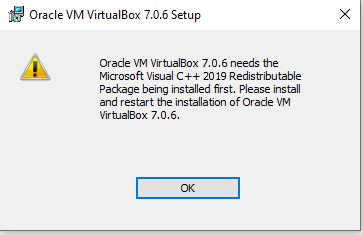 Oracle VM VirtualBox 7.0.6 Setup
Oracle VM VirtualBox 7.0.6 needs the
Microsoft Visual C++ 2019 Redistributable
Package being installed first. Please install
and restart the installation of Oracle VM
VirtualBox 7.0.6.
OK